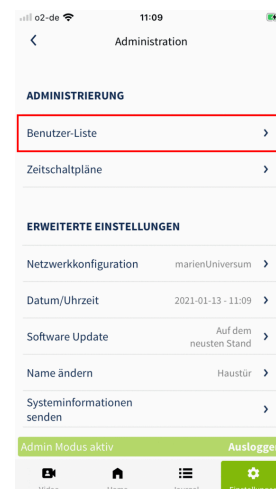 o2-de 11:09
Administration
ADMINISTRIERUNG
Benutzer-Liste
Zeitschaltpläne
ERWEITERTE EINSTELLUNGEN
Netzwerkkonfiguration marienUniversum
Datum/Uhrzeit 2021-01-13 - 11:09
Software Update Auf dem
neusten Stand
Name ändern Haustür
Systeminformationen
senden
Admin Modus aktiv Auslogge